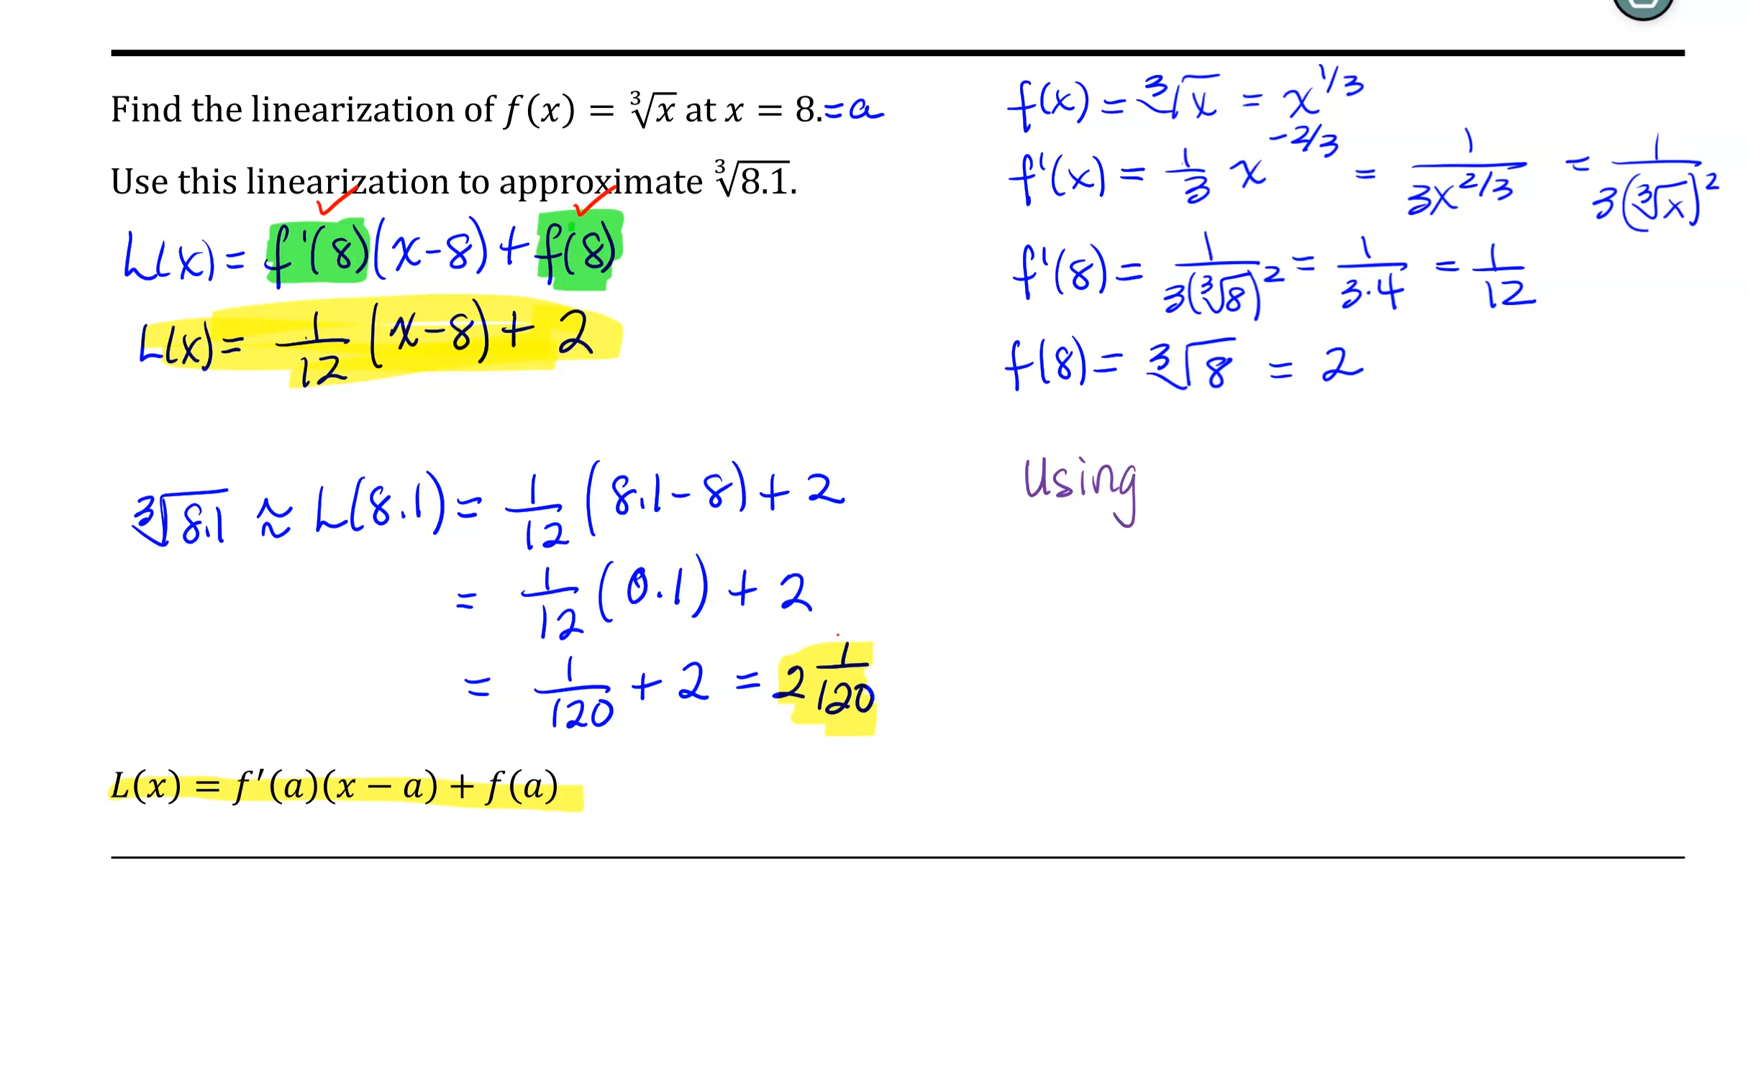 Find the linearization of f(x) = ∛x at x = 8. = a
Use this linearization to approximate ∛8.1.
L(x) = f'(8)(x-8) + f(8)
L(x) = 1/12 (x-8) + 2
∛8.1 ≈ L(8.1) = 1/12 (8.1-8) + 2
= 1/12 (0.1) + 2
= 1/120 + 2 = 2 1/120
L(x) = f'(a)(x − a) + f(a)
f(x) = ∛x = x^1/3
f'(x) = 1/3 x^-2/3 = 1/3x^2/3 = 1/3(∛x)^2
f'(8) = 1/3(∛8)^2 = 1/3·4 = 1/12
f(8) = ∛8 = 2
Using